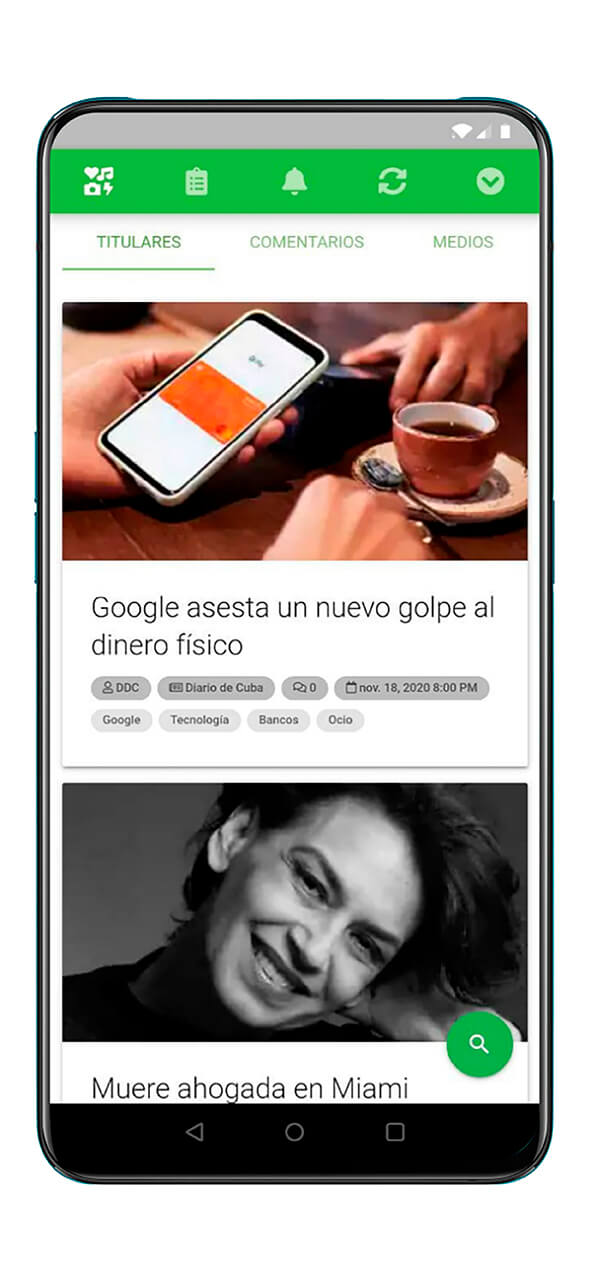 TITULARES COMENTARIOS MEDIOS
Google asesta un nuevo golpe al
dinero físico
DDC Diario de Cuba 0 nov. 18, 2020 8:00 PM
Google Tecnología Bancos Ocio
Muere ahogada en Miami